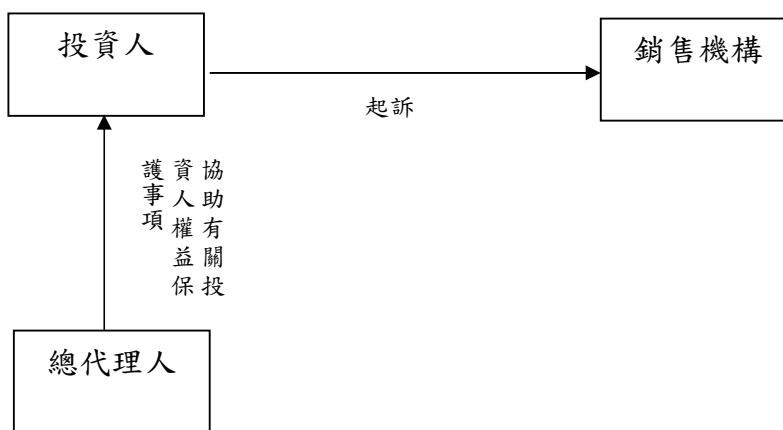 投資人
銷售機構
起訴
協助有關投
資人權益保
護事項
總代理人